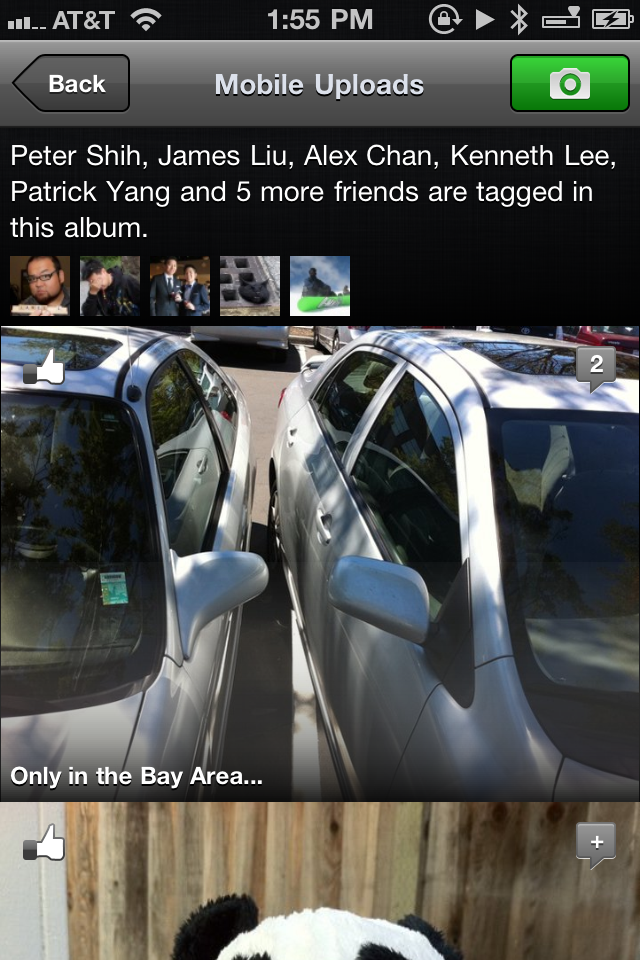 AT&T 1:55 PM
Back Mobile Uploads
Peter Shih, James Liu, Alex Chan, Kenneth Lee,
Patrick Yang and 5 more friends are tagged in
this album.
2
Only in the Bay Area...
+